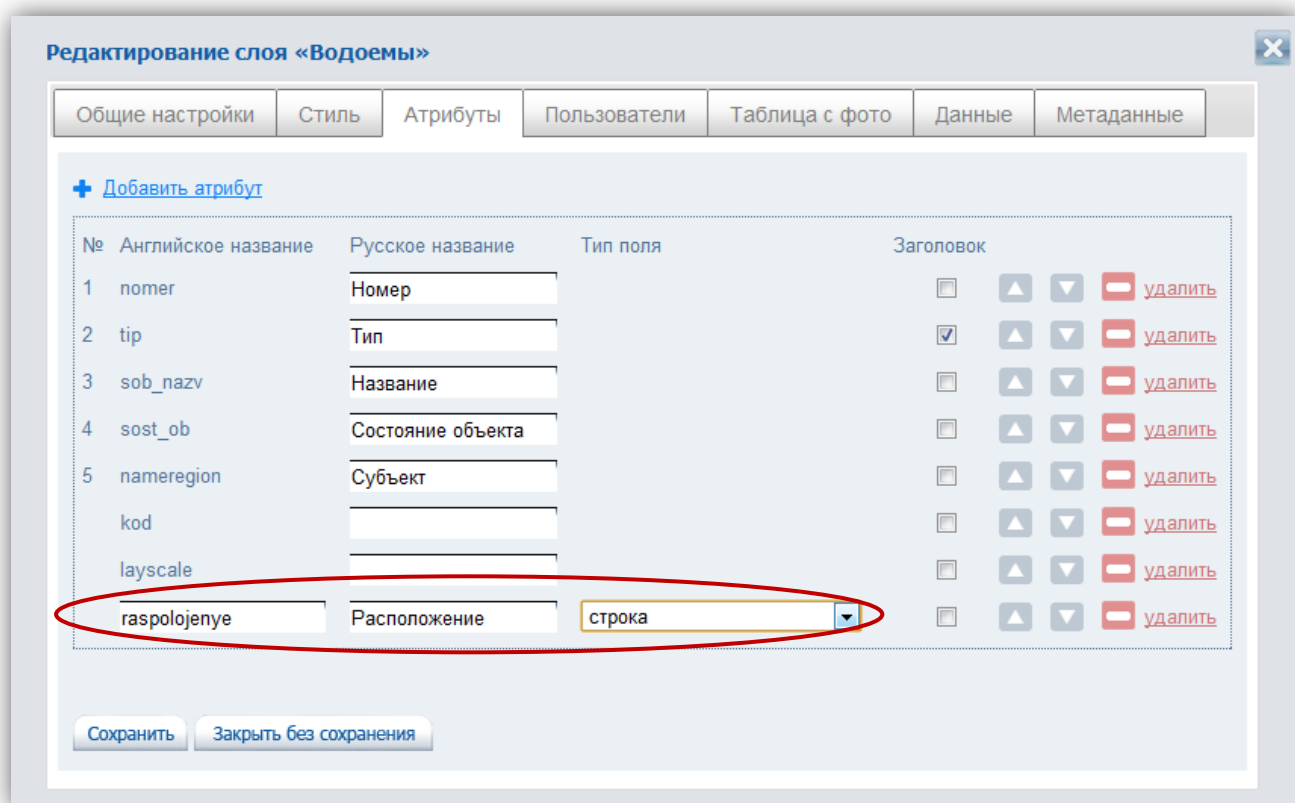 Редактирование слоя «Водоемы»
Общие настройки Стиль Атрибуты Пользователи Таблица с фото Данные Метаданные
Добавить атрибут
№ Английское название Русское название Тип поля Заголовок
1 nomer Номер удалить
2 tip Тип удалить
3 sob_nazv Название удалить
4 sost_ob Состояние объекта удалить
5 nameregion Субъект удалить
kod удалить
layscale удалить
raspolojenye Расположение строка удалить
Сохранить Закрыть без сохранения